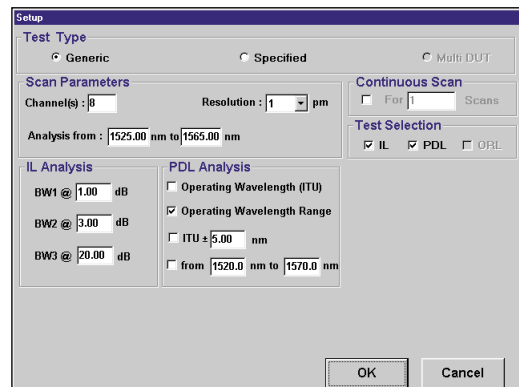 Setup
Test Type
Generic
Specified
Multi DUT
Scan Parameters
Channel(s) : 8
Resolution : 1 pm
Analysis from : 1525.00 nm to 1565.00 nm
Continuous Scan
For 1 Scans
Test Selection
IL PDL ORL
IL Analysis
BW1 @ 1.00 dB
BW2 @ 3.00 dB
BW3 @ 20.00 dB
PDL Analysis
Operating Wavelength (ITU)
Operating Wavelength Range
ITU ± 5.00 nm
from 1520.0 nm to 1570.0 nm
OK
Cancel